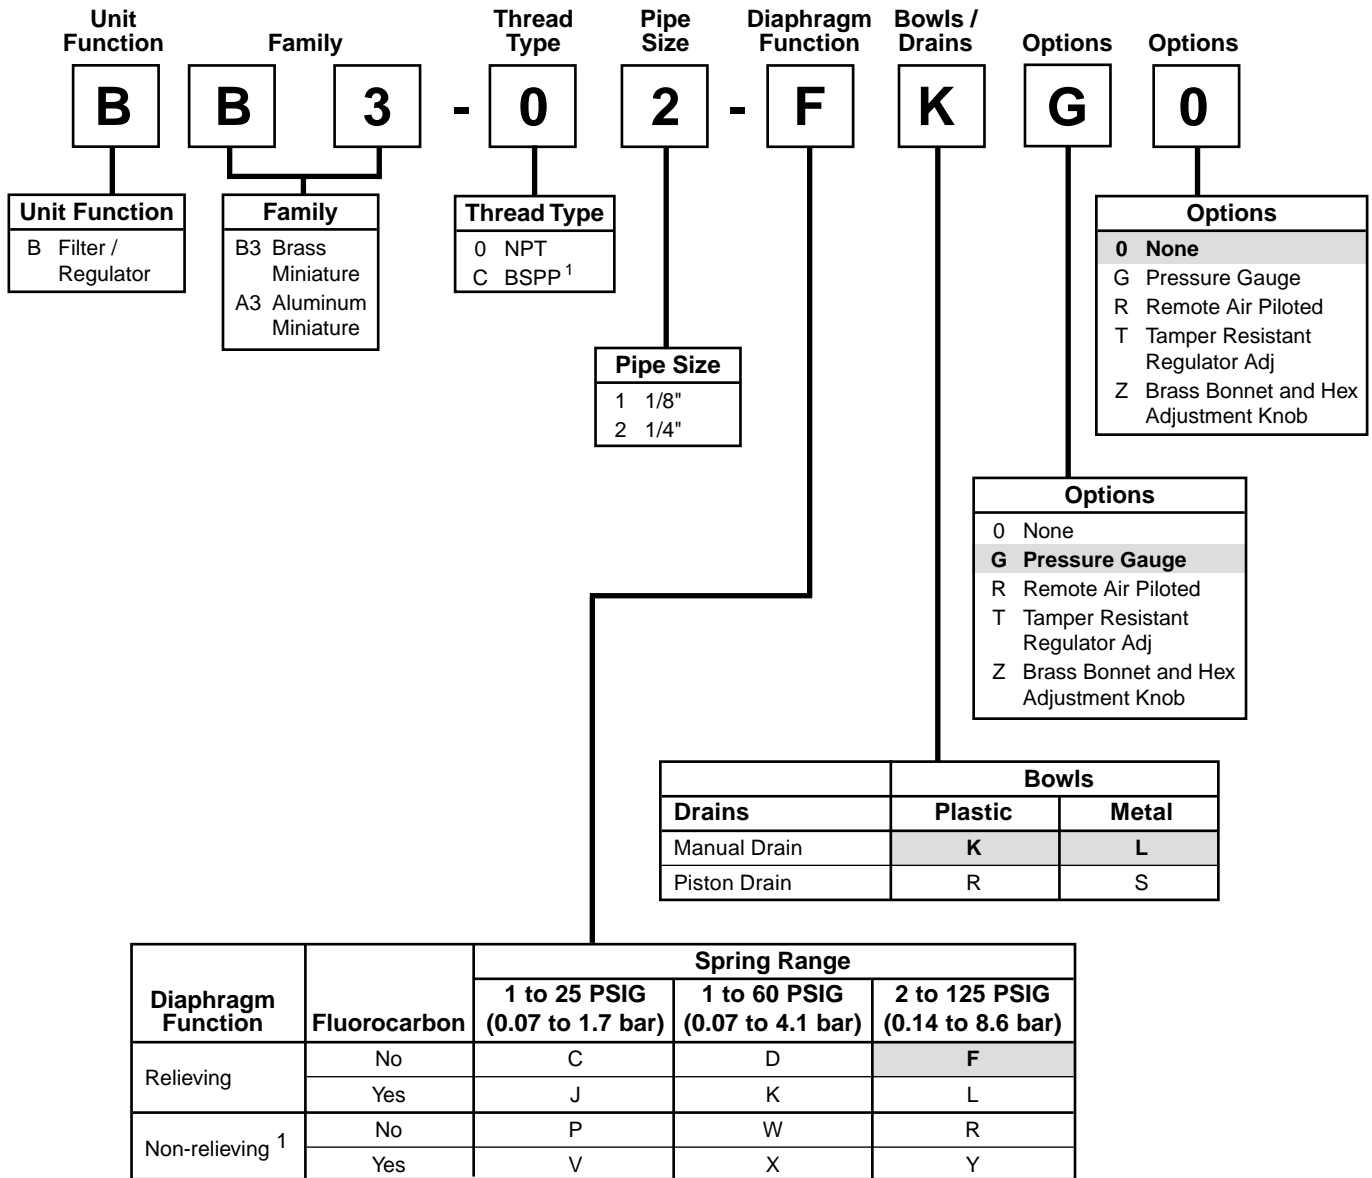 Unit Function
Family
Thread Type
Pipe Size
Diaphragm Function
Bowls / Drains
Options
Options
B B 3 - 0 2 - F K G 0
Unit Function
B Filter /
Regulator
Family
B3 Brass
Miniature
A3 Aluminum
Miniature
Thread Type
0 NPT
C BSPP 1
Pipe Size
1 1/8"
2 1/4"
Options
0 None
G Pressure Gauge
R Remote Air Piloted
T Tamper Resistant
Regulator Adj
Z Brass Bonnet and Hex
Adjustment Knob
Options
0 None
G Pressure Gauge
R Remote Air Piloted
T Tamper Resistant
Regulator Adj
Z Brass Bonnet and Hex
Adjustment Knob
Bowls
Drains Plastic Metal
Manual Drain K L
Piston Drain R S
Spring Range
Diaphragm Function
Fluorocarbon
1 to 25 PSIG (0.07 to 1.7 bar)
1 to 60 PSIG (0.07 to 4.1 bar)
2 to 125 PSIG (0.14 to 8.6 bar)
Relieving
No C D F
Yes J K L
Non-relieving 1
No P W R
Yes V X Y